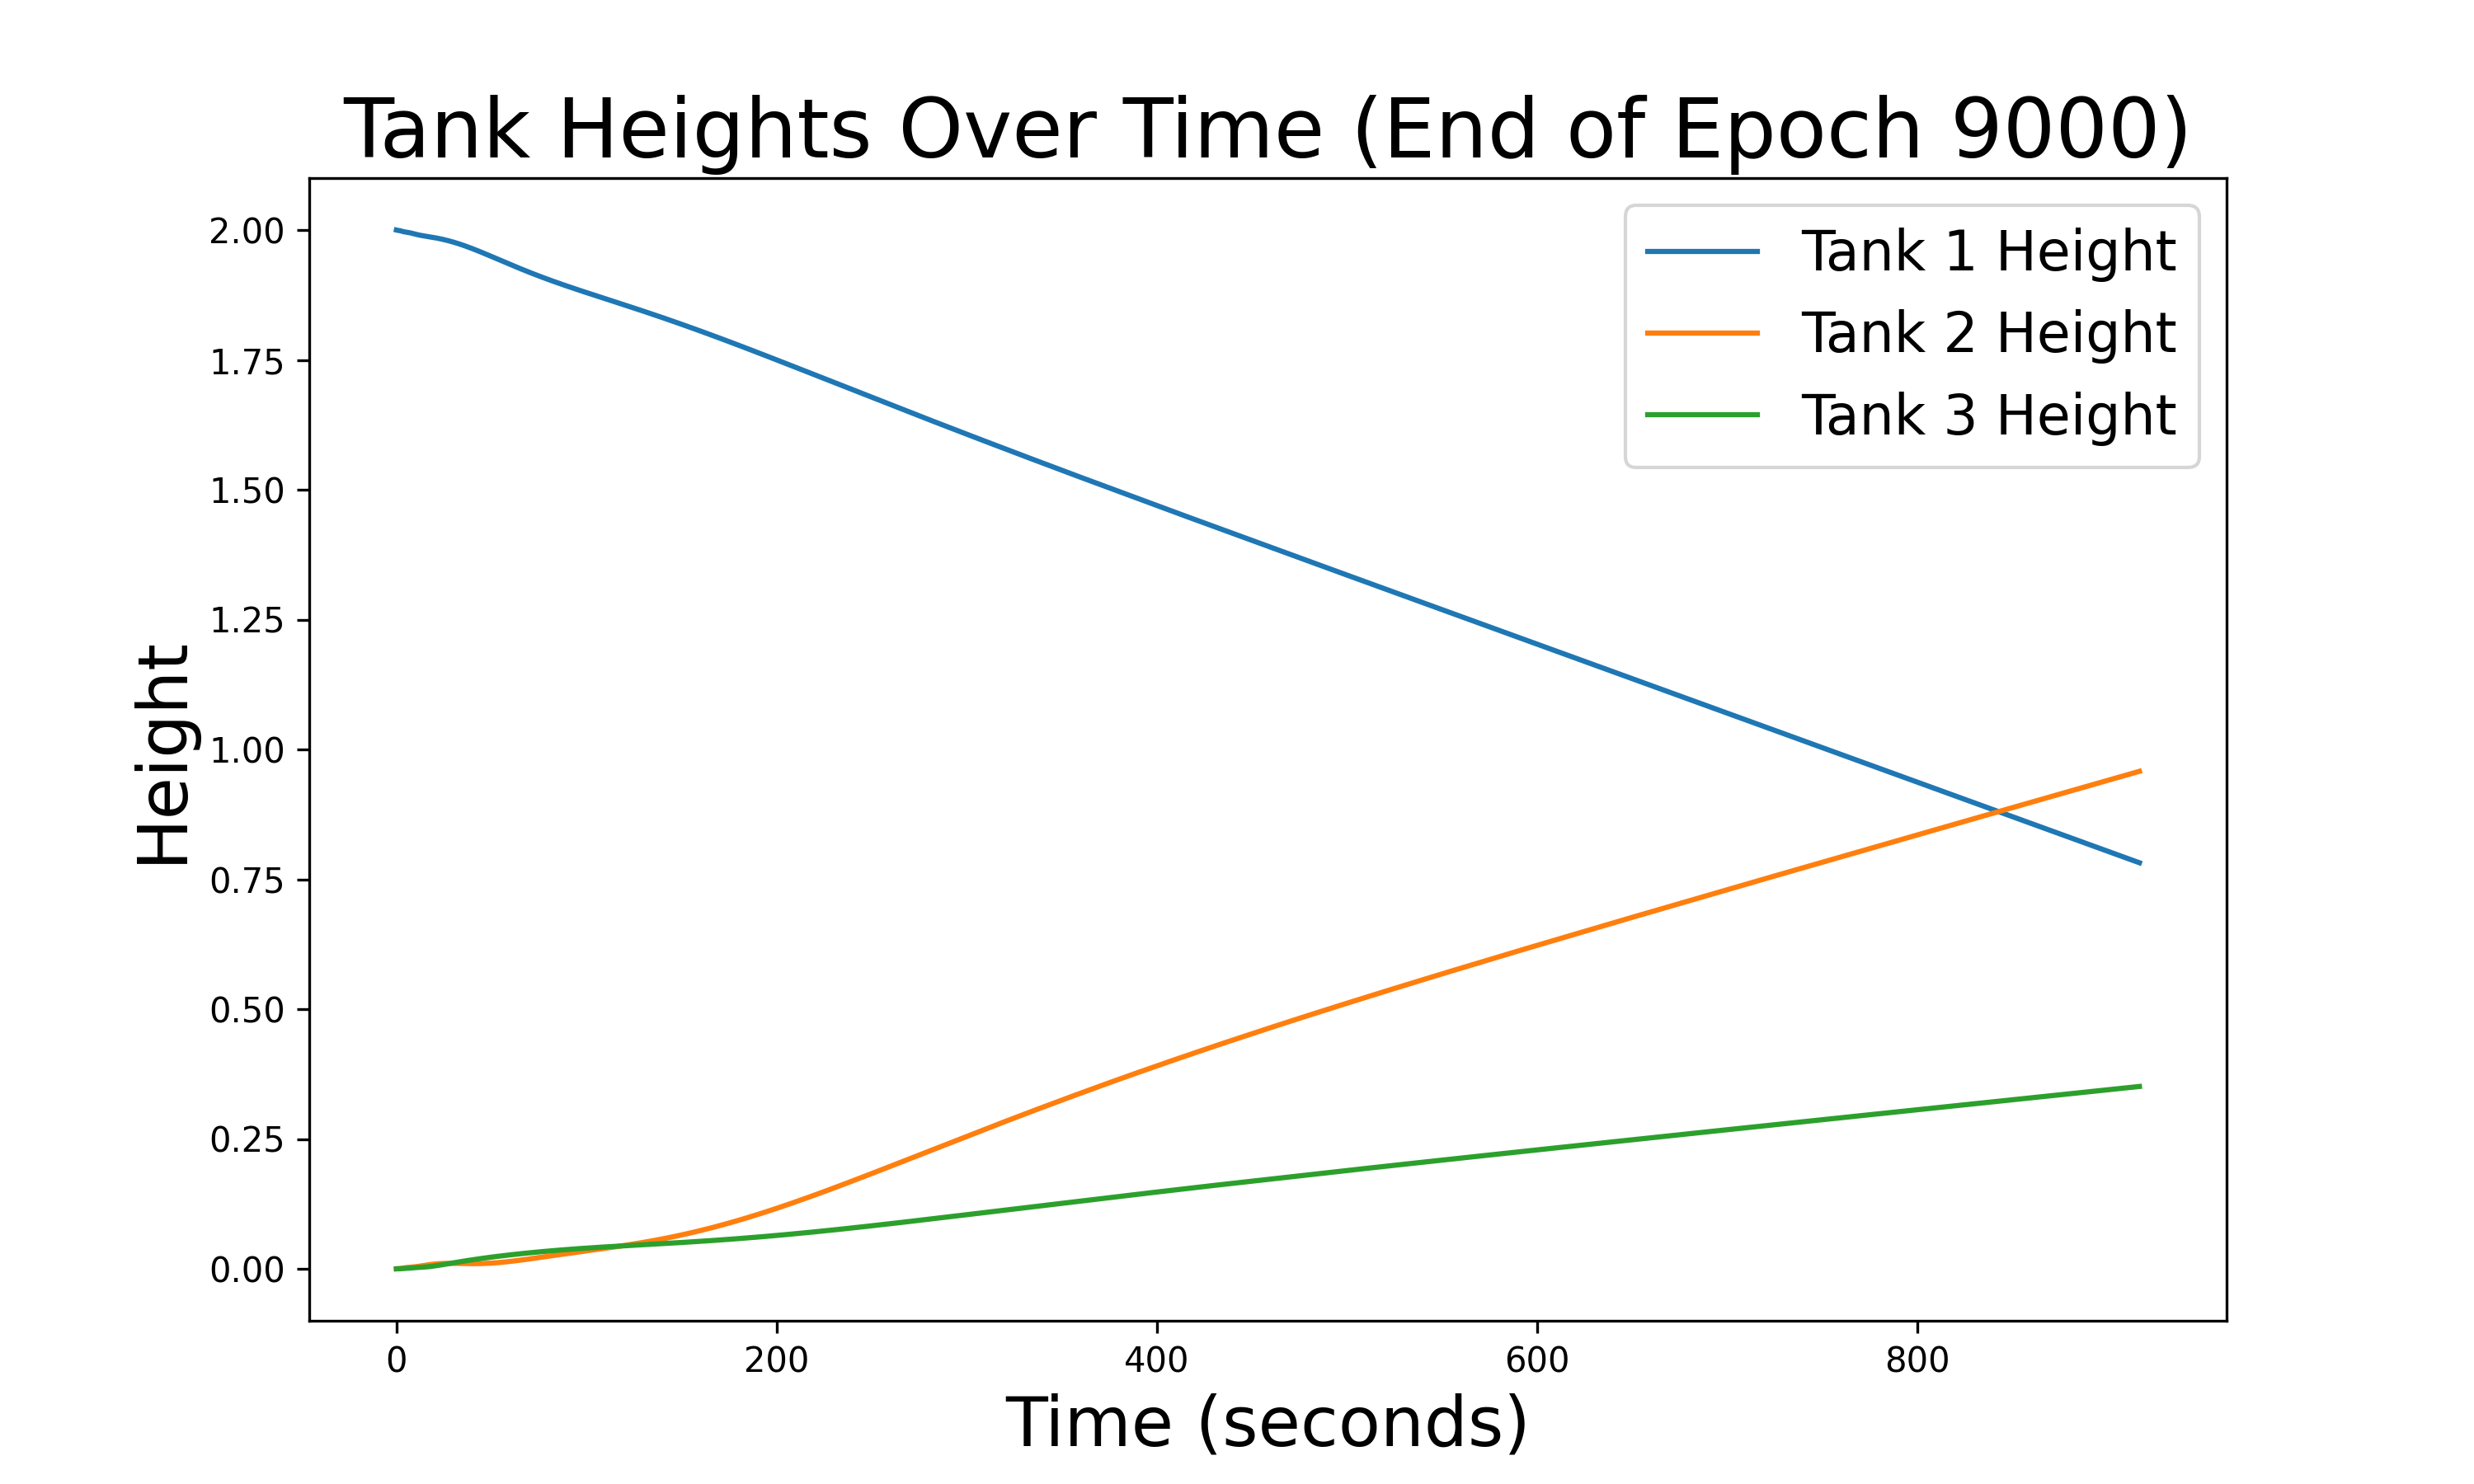 Tank Heights Over Time (End of Epoch 9000)
Tank 1 Height
Tank 2 Height
Tank 3 Height
Height
2.00
1.75
1.50
1.25
1.00
0.75
0.50
0.25
0.00
0 200 400 600 800
Time (seconds)